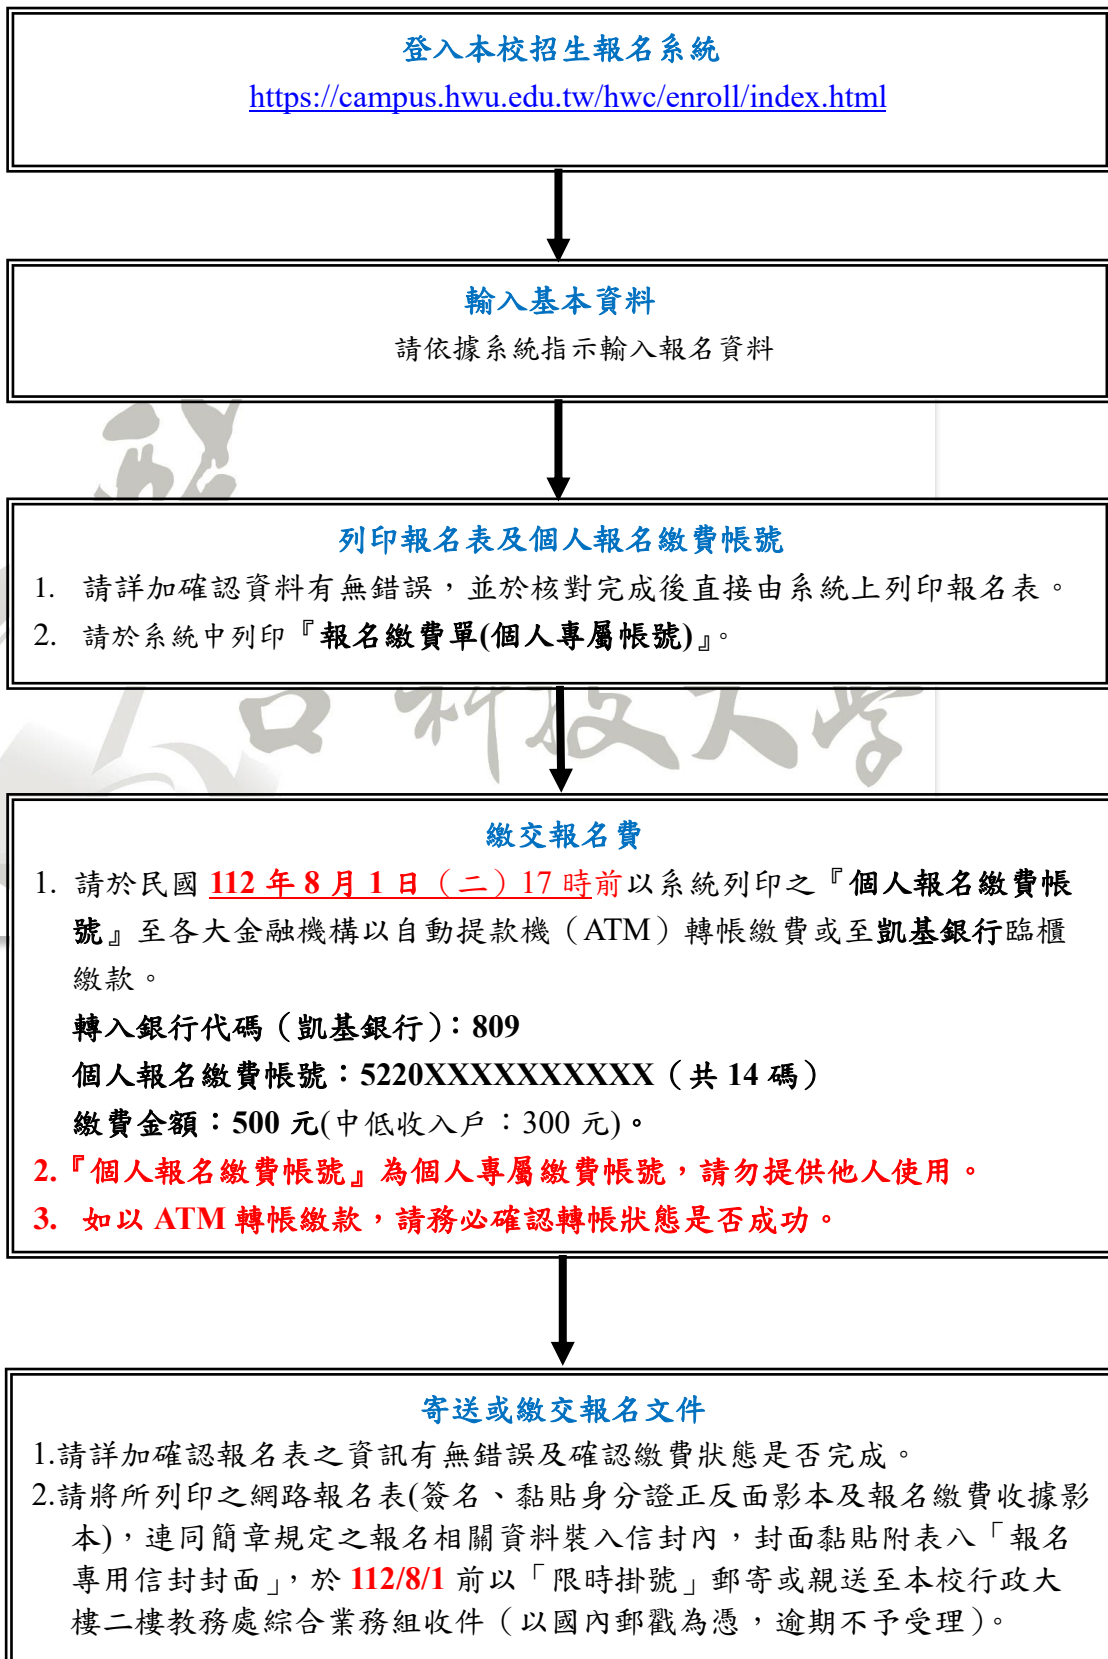 登入本校招生報名系統
https://campus.hwu.edu.tw/hwc/enroll/index.html
輸入基本資料
請依據系統指示輸入報名資料
列印報名表及個人報名繳費帳號
1. 請詳加確認資料有無錯誤，並於核對完成後直接由系統上列印報名表。
2. 請於系統中列印『報名繳費單(個人專屬帳號)』。
科技大學
繳交報名費
1. 請於民國 112 年 8 月 1 日（二）17 時前以系統列印之『個人報名繳費帳
號』至各大金融機構以自動提款機（ATM）轉帳繳費或至凱基銀行臨櫃
繳款。
轉入銀行代碼（凱基銀行）：809
個人報名繳費帳號：5220XXXXXXXXXX（共 14 碼）
繳費金額：500 元(中低收入戶：300 元)。
2.『個人報名繳費帳號』為個人專屬繳費帳號，請勿提供他人使用。
3. 如以 ATM 轉帳繳款，請務必確認轉帳狀態是否成功。
寄送或繳交報名文件
1.請詳加確認報名表之資訊有無錯誤及確認繳費狀態是否完成。
2.請將所列印之網路報名表(簽名、黏貼身分證正反面影本及報名繳費收據影
本)，連同簡章規定之報名相關資料裝入信封內，封面黏貼附表八「報名
專用信封封面」，於 112/8/1 前以「限時掛號」郵寄或親送至本校行政大
樓二樓教務處綜合業務組收件（以國內郵戳為憑，逾期不予受理）。